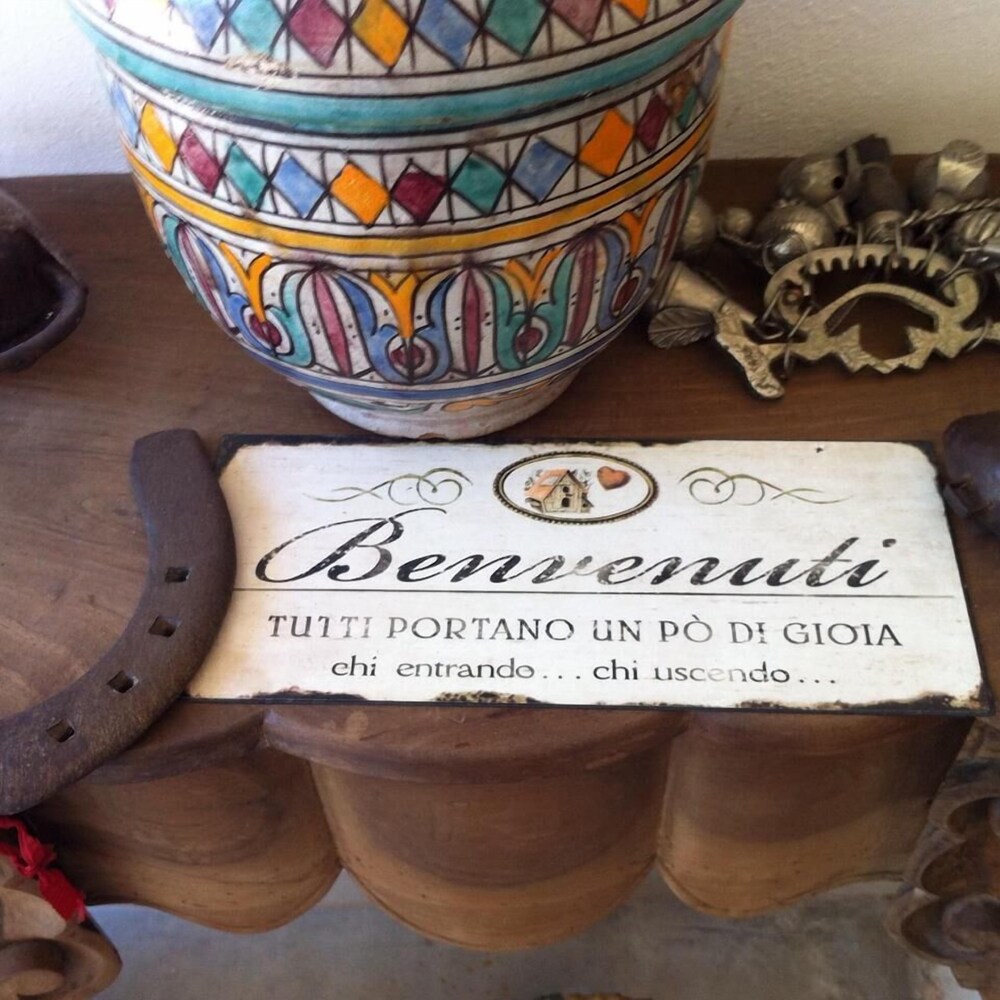 Benvenuti
TUTTI PORTANO UN PÒ DI GIOIA
chi entrando... chi uscendo...